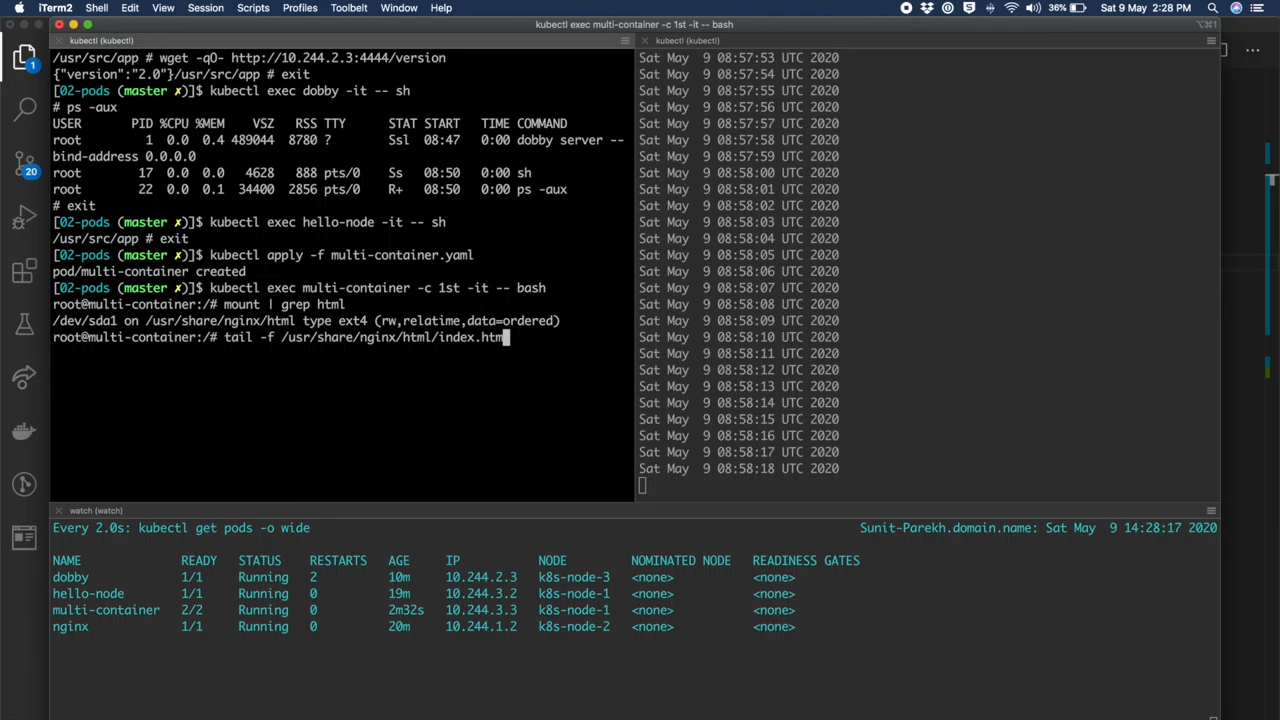 iTerm2 Shell Edit View Session Scripts Profiles Toolbelt Window Help 36% Sat 9 May 2:28 PM
kubectl exec multi-container -c 1st -it -- bash ⌥⌘1
kubectl (kubectl)
/usr/src/app # wget -qO- http://10.244.2.3:4444/version
{"version":"2.0"}/usr/src/app # exit
[02-pods (master ✗)]$ kubectl exec dobby -it -- sh
# ps -aux
USER PID %CPU %MEM VSZ RSS TTY STAT START TIME COMMAND
root 1 0.0 0.4 489044 8780 ? Ssl 08:47 0:00 dobby server --
bind-address 0.0.0.0
root 17 0.0 0.0 4628 888 pts/0 Ss 08:50 0:00 sh
root 22 0.0 0.1 34400 2856 pts/0 R+ 08:50 0:00 ps -aux
# exit
[02-pods (master ✗)]$ kubectl exec hello-node -it -- sh
/usr/src/app # exit
[02-pods (master ✗)]$ kubectl apply -f multi-container.yaml
pod/multi-container created
[02-pods (master ✗)]$ kubectl exec multi-container -c 1st -it -- bash
root@multi-container:/# mount | grep html
/dev/sda1 on /usr/share/nginx/html type ext4 (rw,relatime,data=ordered)
root@multi-container:/# tail -f /usr/share/nginx/html/index.htm
kubectl (kubectl)
Sat May 9 08:57:53 UTC 2020
Sat May 9 08:57:54 UTC 2020
Sat May 9 08:57:55 UTC 2020
Sat May 9 08:57:56 UTC 2020
Sat May 9 08:57:57 UTC 2020
Sat May 9 08:57:58 UTC 2020
Sat May 9 08:57:59 UTC 2020
Sat May 9 08:58:00 UTC 2020
Sat May 9 08:58:01 UTC 2020
Sat May 9 08:58:02 UTC 2020
Sat May 9 08:58:03 UTC 2020
Sat May 9 08:58:04 UTC 2020
Sat May 9 08:58:05 UTC 2020
Sat May 9 08:58:06 UTC 2020
Sat May 9 08:58:07 UTC 2020
Sat May 9 08:58:08 UTC 2020
Sat May 9 08:58:09 UTC 2020
Sat May 9 08:58:10 UTC 2020
Sat May 9 08:58:11 UTC 2020
Sat May 9 08:58:12 UTC 2020
Sat May 9 08:58:13 UTC 2020
Sat May 9 08:58:14 UTC 2020
Sat May 9 08:58:15 UTC 2020
Sat May 9 08:58:16 UTC 2020
Sat May 9 08:58:17 UTC 2020
Sat May 9 08:58:18 UTC 2020
watch (watch)
Every 2.0s: kubectl get pods -o wide Sunit-Parekh.domain.name: Sat May 9 14:28:17 2020
NAME READY STATUS RESTARTS AGE IP NODE NOMINATED NODE READINESS GATES
dobby 1/1 Running 2 10m 10.244.2.3 k8s-node-3 <none> <none>
hello-node 1/1 Running 0 19m 10.244.3.2 k8s-node-1 <none> <none>
multi-container 2/2 Running 0 2m32s 10.244.3.3 k8s-node-1 <none> <none>
nginx 1/1 Running 0 20m 10.244.1.2 k8s-node-2 <none> <none>
1
20